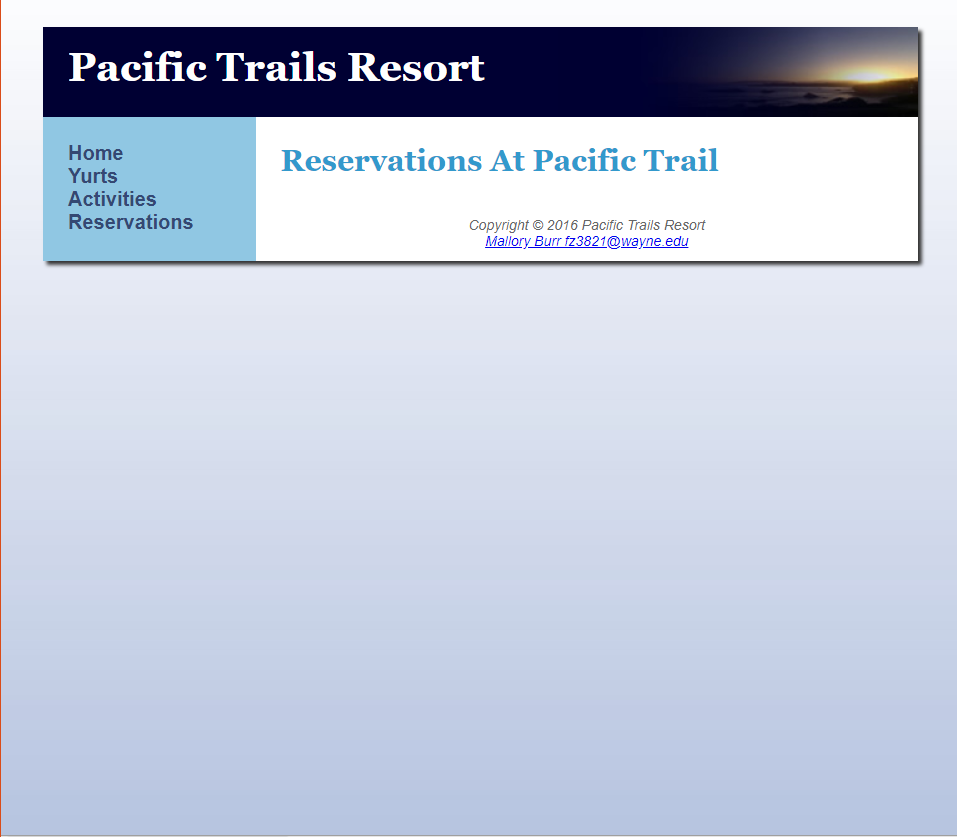 Pacific Trails Resort
Home
Yurts
Activities
Reservations
Reservations At Pacific Trail
Copyright © 2016 Pacific Trails Resort
Mallory Burr fz3821@wayne.edu